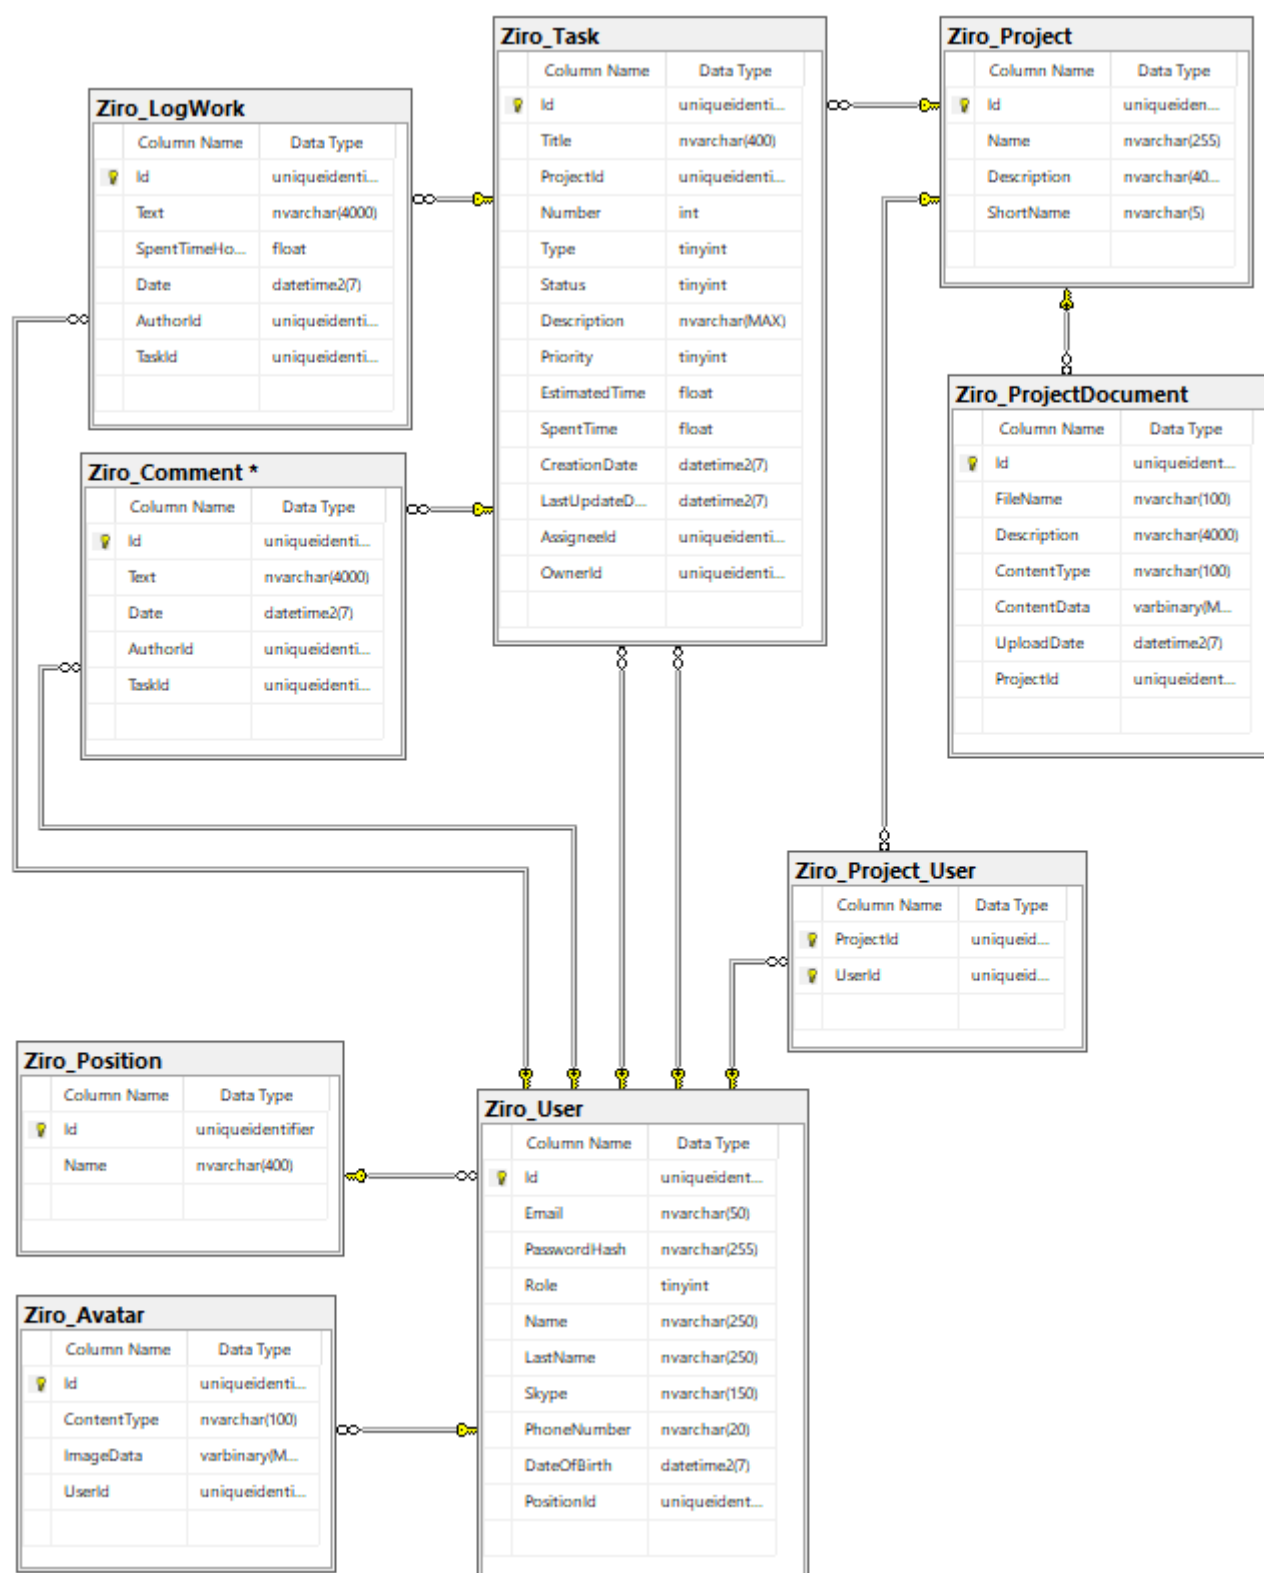 Ziro_Task
Column Name Data Type
Id uniqueidenti...
Title nvarchar(400)
ProjectId uniqueidenti...
Number int
Type tinyint
Status tinyint
Description nvarchar(MAX)
Priority tinyint
EstimatedTime float
SpentTime float
CreationDate datetime2(7)
LastUpdateD... datetime2(7)
AssigneeId uniqueidenti...
OwnerId uniqueidenti...
Ziro_Project
Column Name Data Type
Id uniqueiden...
Name nvarchar(255)
Description nvarchar(40...
ShortName nvarchar(5)
Ziro_LogWork
Column Name Data Type
Id uniqueidenti...
Text nvarchar(4000)
SpentTimeHo... float
Date datetime2(7)
AuthorId uniqueidenti...
TaskId uniqueidenti...
Ziro_ProjectDocument
Column Name Data Type
Id uniqueident...
FileName nvarchar(100)
Description nvarchar(4000)
ContentType nvarchar(100)
ContentData varbinary(M...
UploadDate datetime2(7)
ProjectId uniqueident...
Ziro_Comment *
Column Name Data Type
Id uniqueidenti...
Text nvarchar(4000)
Date datetime2(7)
AuthorId uniqueidenti...
TaskId uniqueidenti...
Ziro_Project_User
Column Name Data Type
ProjectId uniqueid...
UserId uniqueid...
Ziro_Position
Column Name Data Type
Id uniqueidentifier
Name nvarchar(400)
Ziro_User
Column Name Data Type
Id uniqueident...
Email nvarchar(50)
PasswordHash nvarchar(255)
Role tinyint
Name nvarchar(250)
LastName nvarchar(250)
Skype nvarchar(150)
PhoneNumber nvarchar(20)
DateOfBirth datetime2(7)
PositionId uniqueident...
Ziro_Avatar
Column Name Data Type
Id uniqueidenti...
ContentType nvarchar(100)
ImageData varbinary(M...
UserId uniqueidenti...